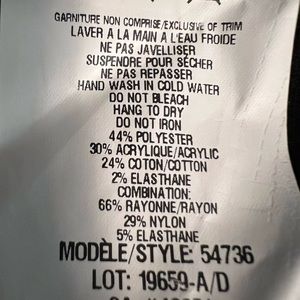 GARNITURE NON COMPRISE/EXCLUSIVE OF TRIM
LAVER A LA MAIN A L'EAU FROIDE
NE PAS JAVELLISER
SUSPENDRE POUR SÉCHER
NE PAS REPASSER
HAND WASH IN COLD WATER
DO NOT BLEACH
HANG TO DRY
DO NOT IRON
44% POLYESTER
30% ACRYLIQUE/ACRYLIC
24% COTON/COTTON
2% ELASTHANE
COMBINATION:
66% RAYONNE/RAYON
29% NYLON
5% ELASTHANE
MODÈLE/STYLE: 54736
LOT: 19659-A/D